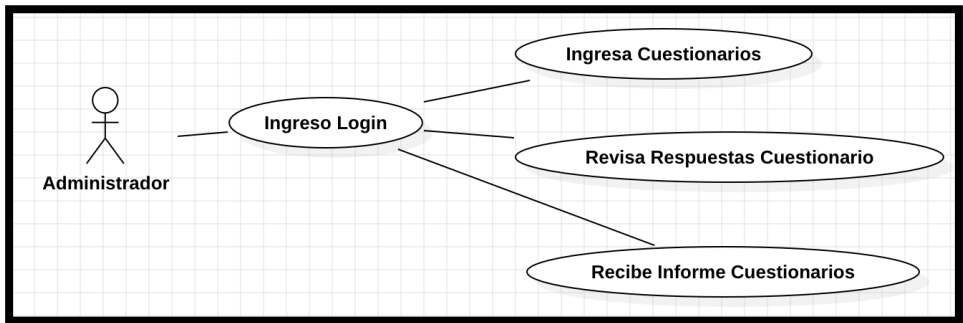 Ingresa Cuestionarios
Ingreso Login
Revisa Respuestas Cuestionario
Administrador
Recibe Informe Cuestionarios